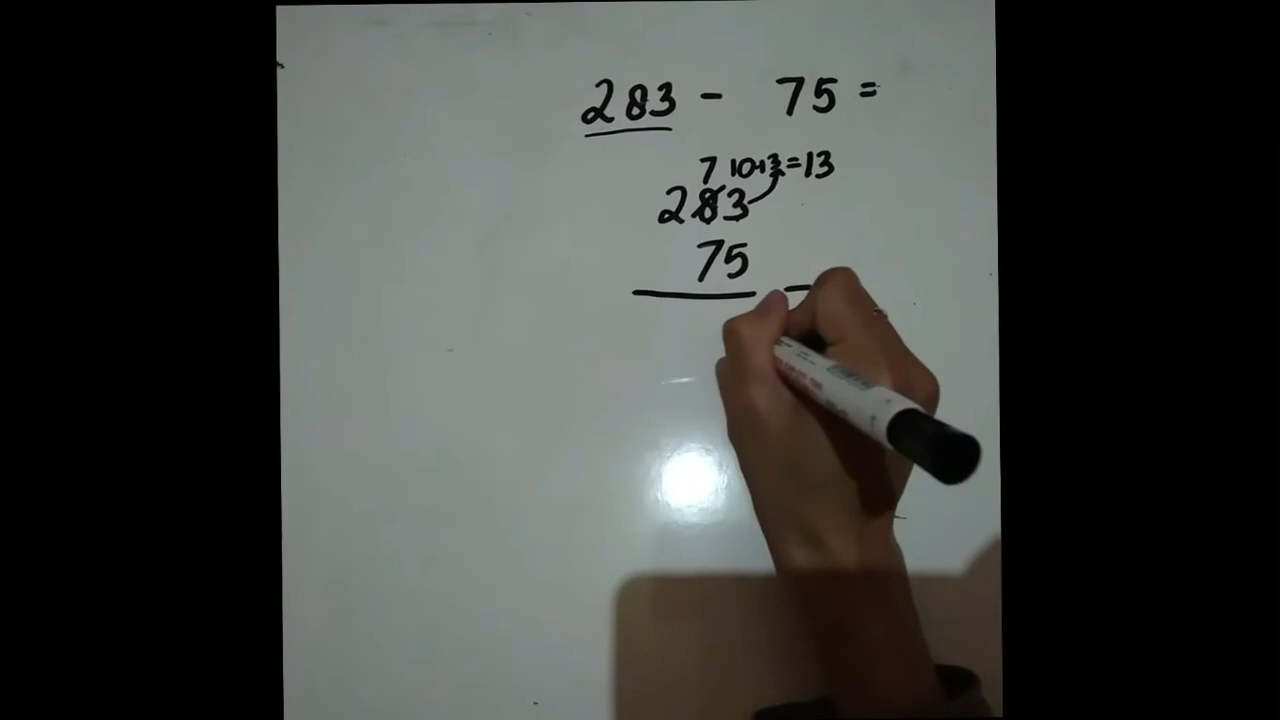 283 - 75 =
7 10+3=13
283
75